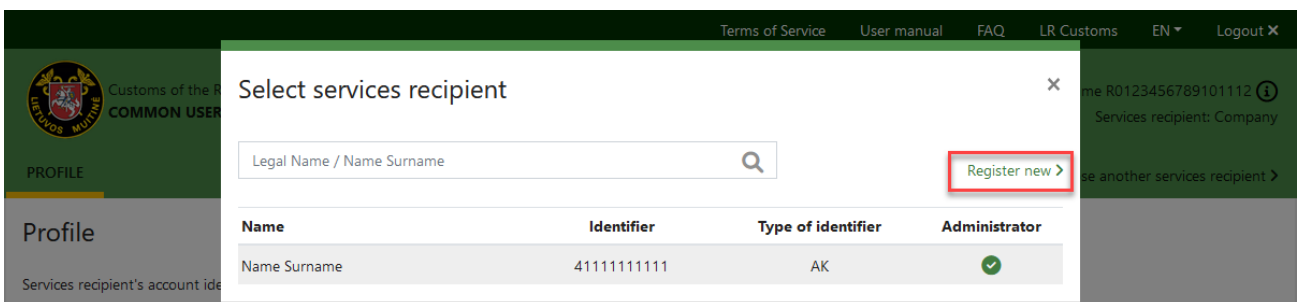 Terms of Service User manual FAQ LR Customs EN Logout ×
Select services recipient ×
Customs of the R
COMMON USER
me R0123456789101112
Services recipient: Company
LIETUVOS MUITINĖ
Legal Name / Name Surname
Register new >
PROFILE
se another services recipient >
Profile
Name Identifier Type of identifier Administrator
Name Surname 41111111111 AK
Services recipient's account ide